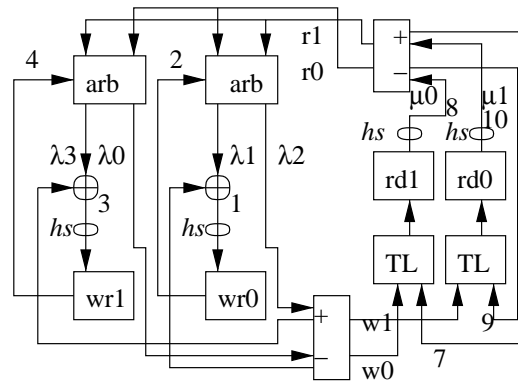 r1
+
4
2
r0
−
arb
arb
μ0
μ1
8
10
hs
hs
λ3
λ0
λ1
λ2
rd1
rd0
3
1
hs
hs
TL
TL
wr1
wr0
+
w1
9
−
w0
7